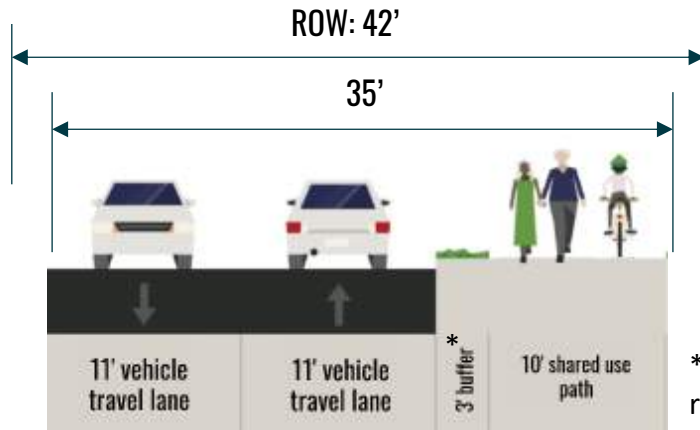 ROW: 42’
35’
11' vehicle
travel lane
11' vehicle
travel lane
3' buffer*
10' shared use
path
*
r